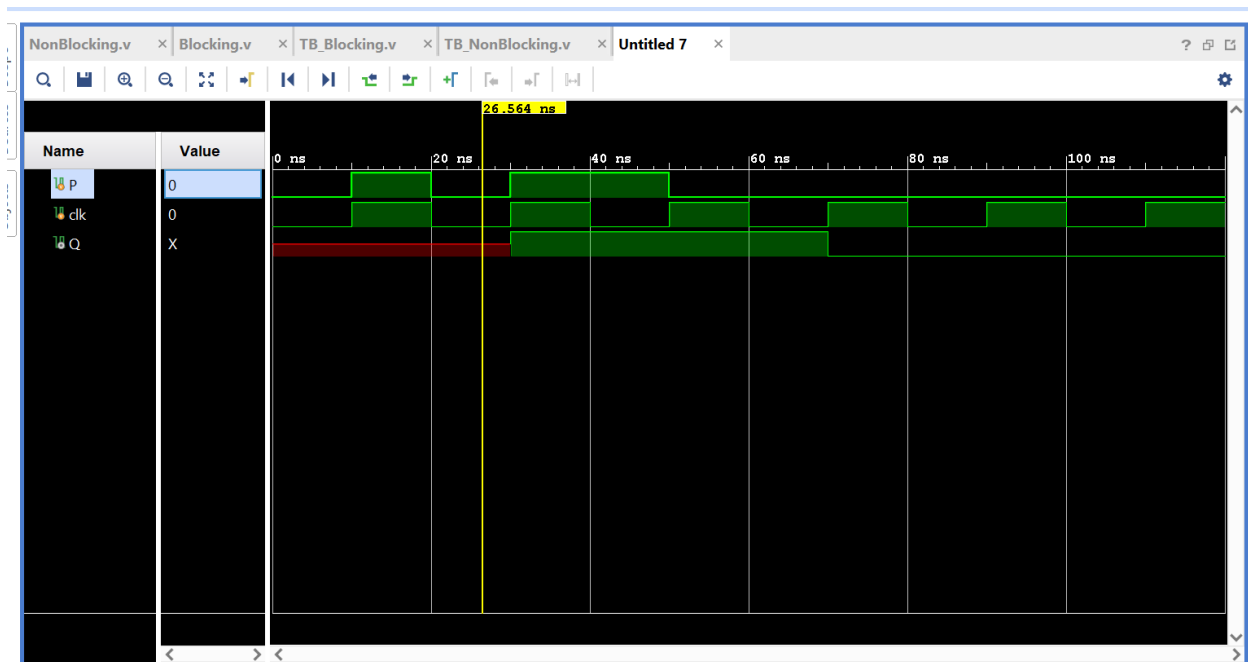 NonBlocking.v × Blocking.v × TB_Blocking.v × TB_NonBlocking.v × Untitled 7 × ?
26.564 ns
Name Value 0 ns 20 ns 40 ns 60 ns 80 ns 100 ns
P 0
clk 0
Q X